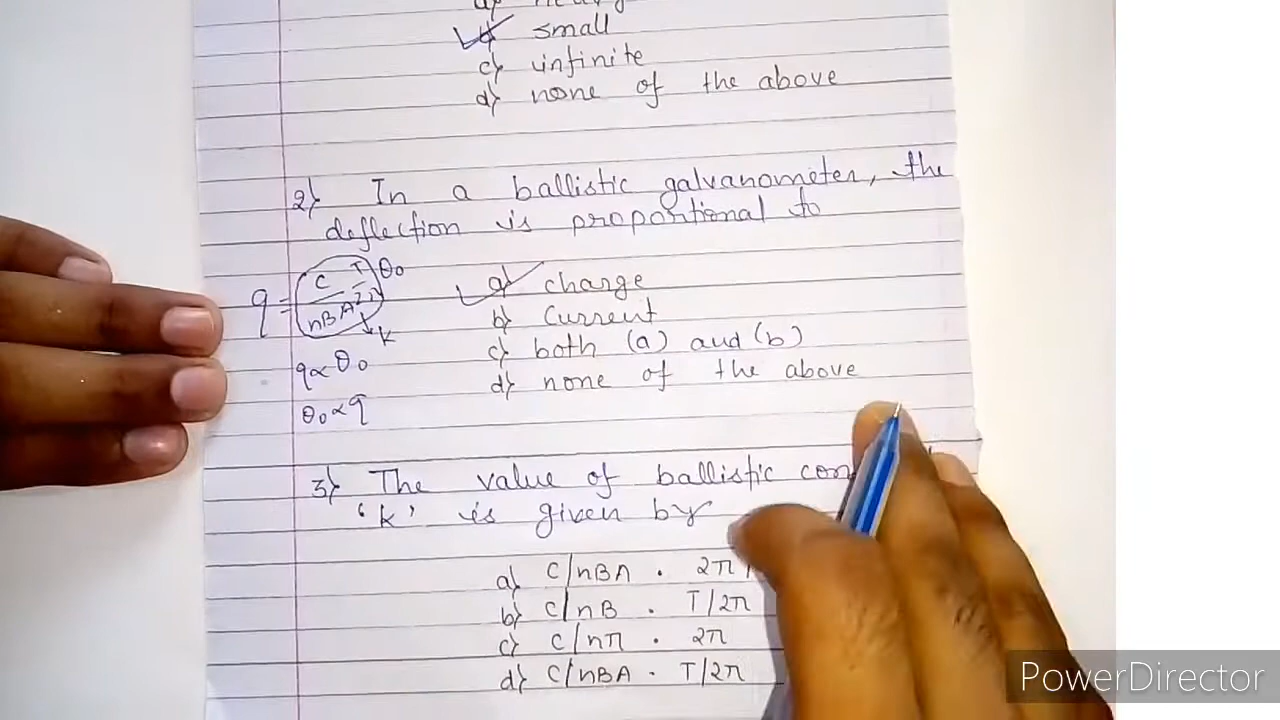 small
c) infinite
d) none of the above
2) In a ballistic galvanometer, the
deflection is proportional to
q = C/nBA T/2π θ₀
K
q ∝ θ₀
θ₀ ∝ q
a) charge
b) current
c) both (a) and (b)
d) none of the above
3) The value of ballistic
'K' is given by
a) C/nBA . 2π/
b) C/nB . T/2π
c) C/nπ . 2π
d) C/nBA . T/2π
PowerDirector